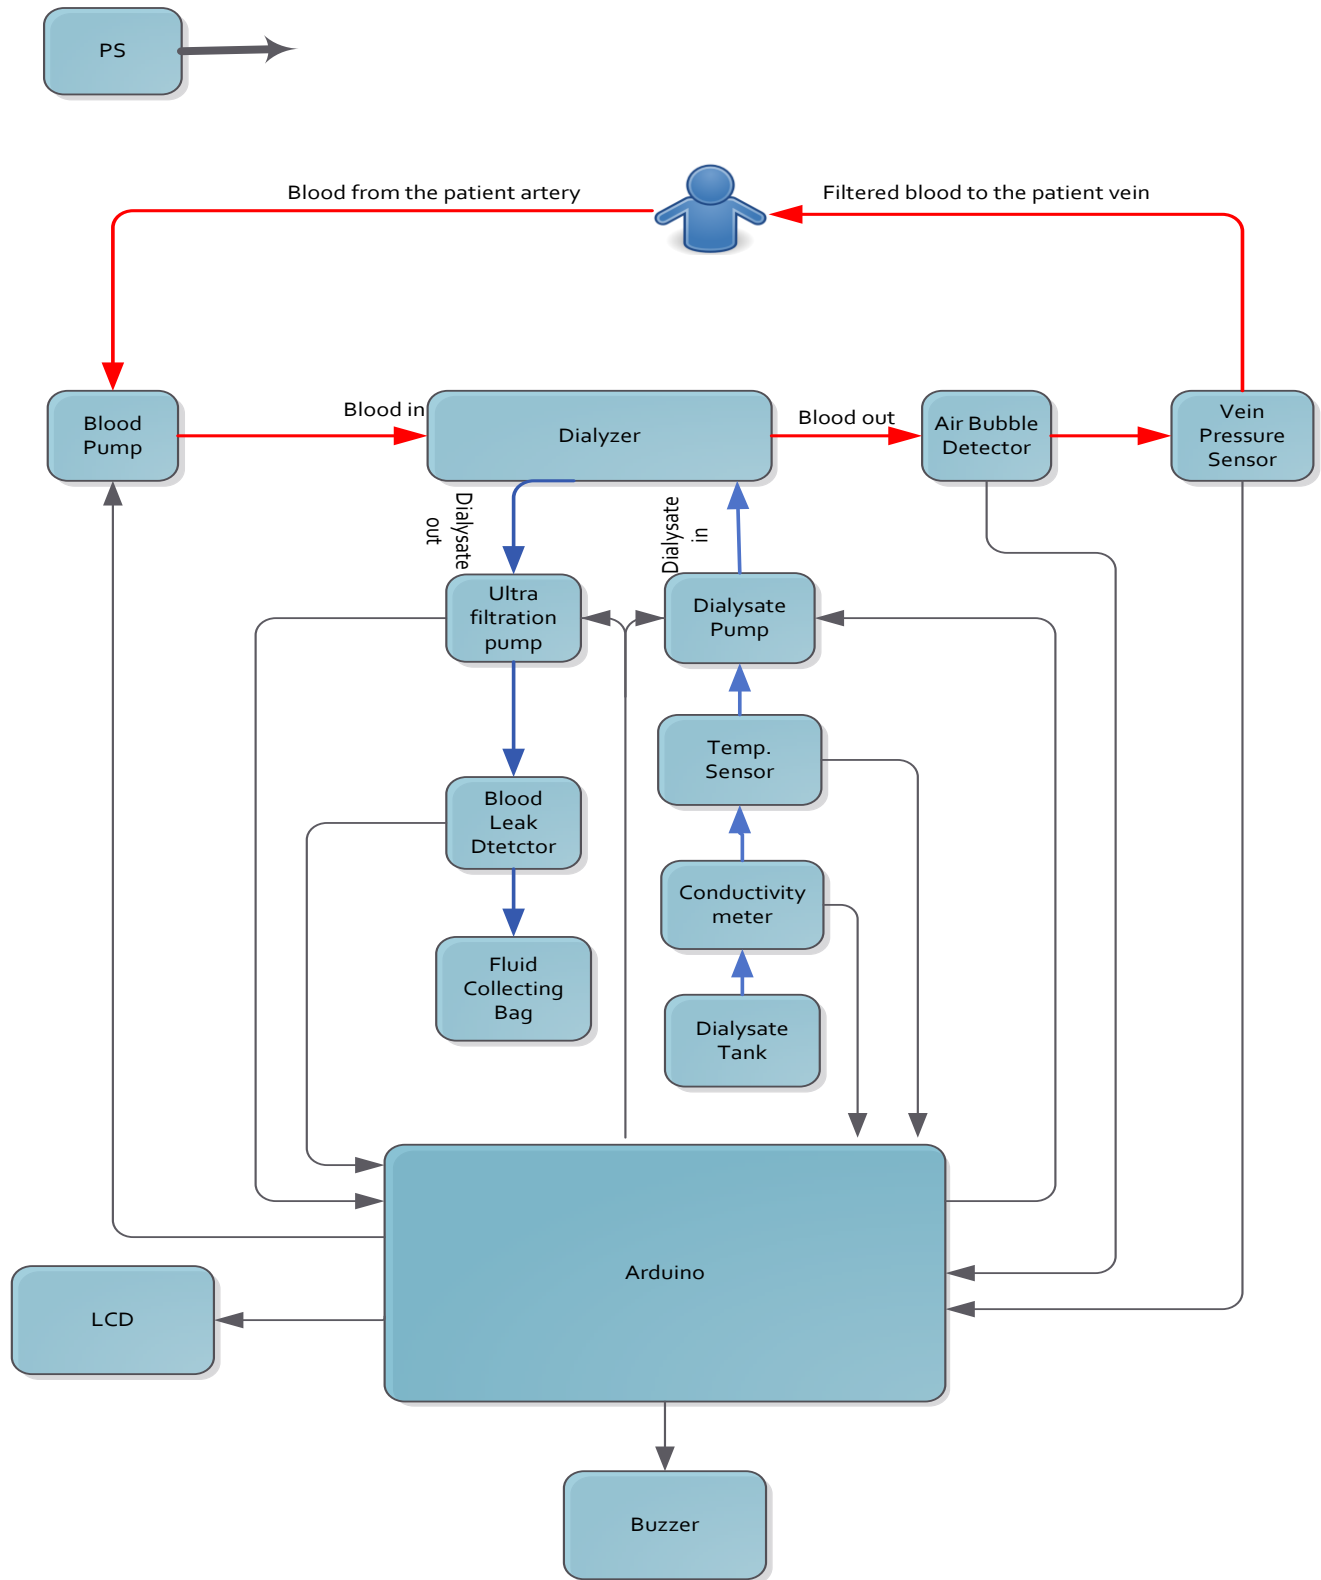 PS
Blood from the patient artery
Filtered blood to the patient vein
Blood
Pump
Blood in
Dialyzer
Blood out
Air Bubble
Detector
Vein
Pressure
Sensor
Dialysate
out
Dialysate
in
Ultra
filtration
pump
Dialysate
Pump
Temp.
Sensor
Blood
Leak
Dtetctor
Conductivity
meter
Fluid
Collecting
Bag
Dialysate
Tank
Arduino
LCD
Buzzer